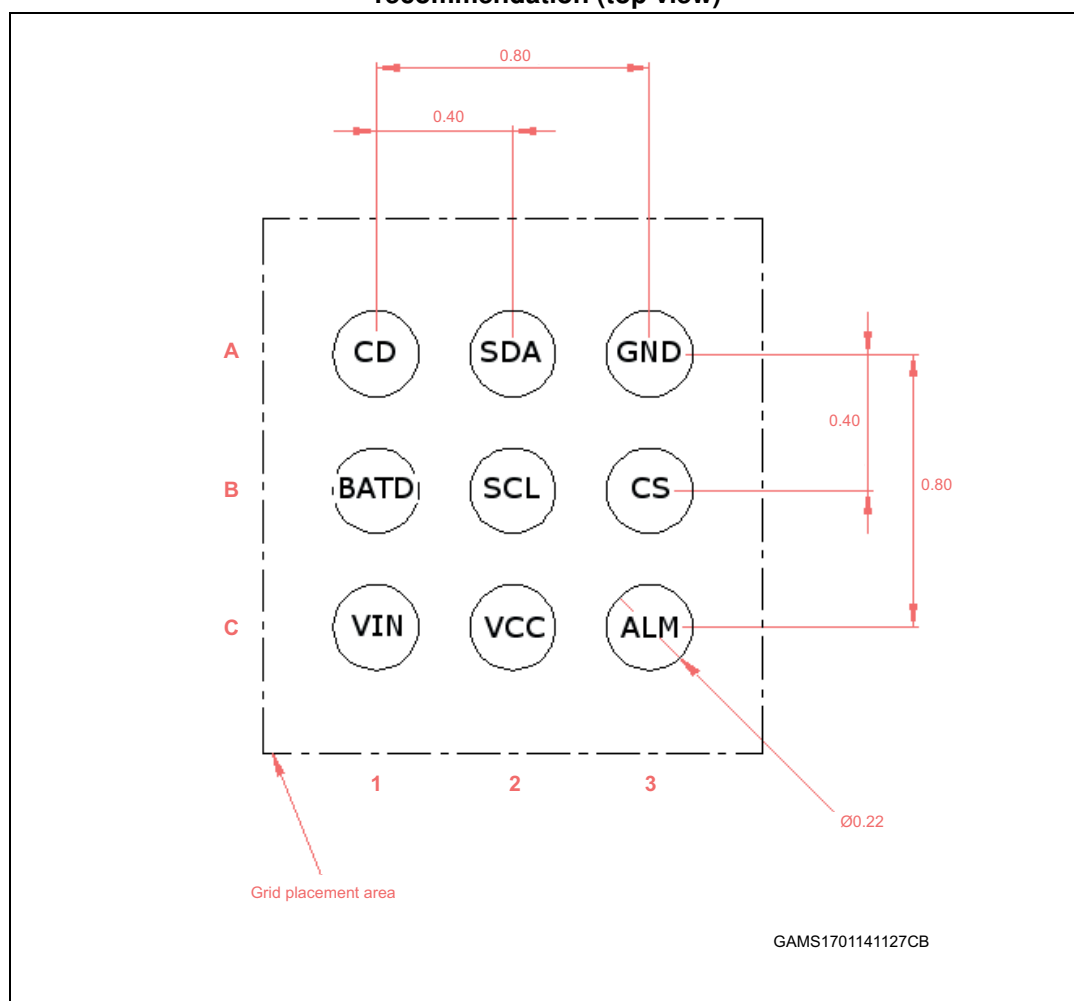 recommendation (top view)
0.80
0.40
A
CD
SDA
GND
0.40
B
BATD
SCL
CS
0.80
C
VIN
VCC
ALM
1
2
3
Ø0.22
Grid placement area
GAMS1701141127CB